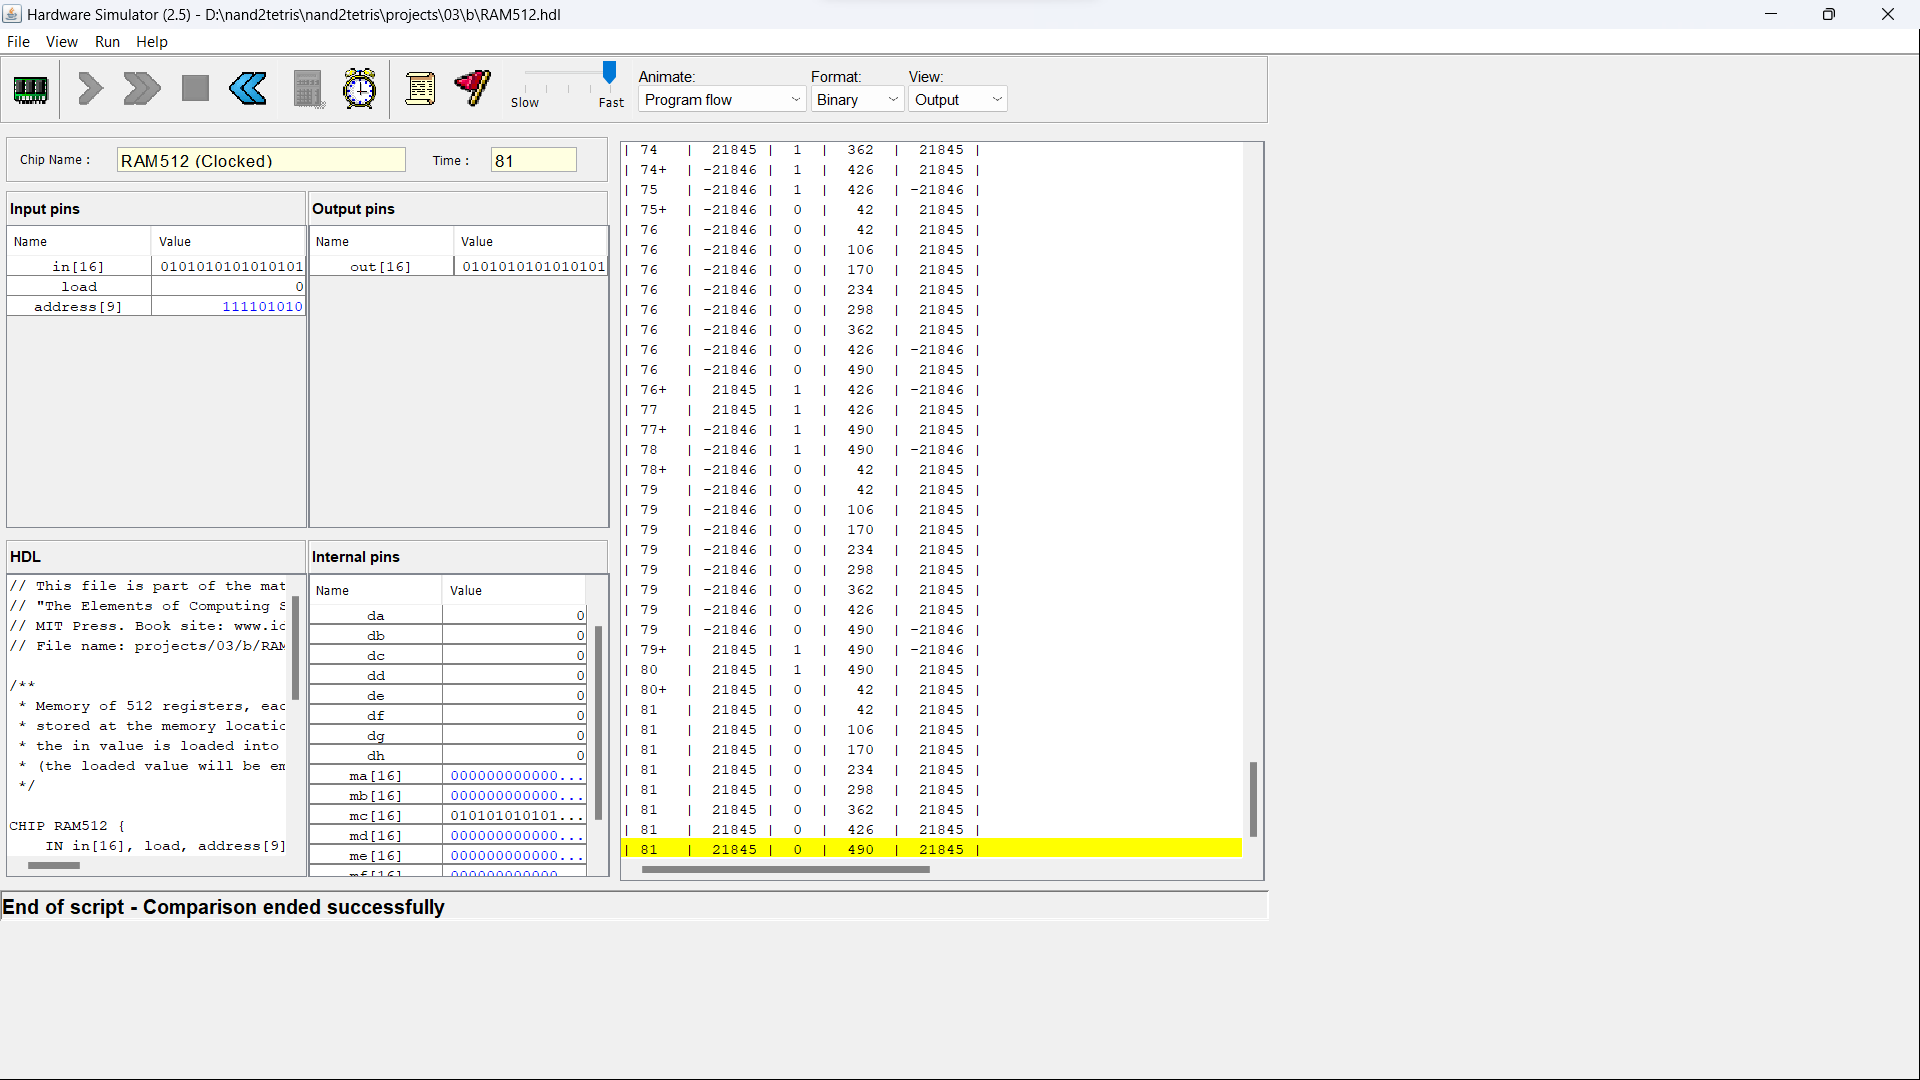 Hardware Simulator (2.5) - D:\nand2tetris\nand2tetris\projects\03\b\RAM512.hdl
File View Run Help
Slow Fast
Animate: Format: View:
Program flow Binary Output
Chip Name : RAM512 (Clocked) Time : 81
Input pins
Name Value
in[16] 0101010101010101
load 0
address[9] 111101010
Output pins
Name Value
out[16] 0101010101010101
HDL
// This file is part of the mat
// "The Elements of Computing S
// MIT Press. Book site: www.id
// File name: projects/03/b/RAM
/**
* Memory of 512 registers, eac
* stored at the memory locatio
* the in value is loaded into
* (the loaded value will be em
*/
CHIP RAM512 {
IN in[16], load, address[9]
Internal pins
Name Value
da 0
db 0
dc 0
dd 0
de 0
df 0
dg 0
dh 0
ma[16] 000000000000...
mb[16] 000000000000...
mc[16] 010101010101...
md[16] 000000000000...
me[16] 000000000000...
mf[16] 000000000000
| 74 | 21845 | 1 | 362 | 21845 |
| 74+ | -21846 | 1 | 426 | 21845 |
| 75 | -21846 | 1 | 426 | -21846 |
| 75+ | -21846 | 0 | 42 | 21845 |
| 76 | -21846 | 0 | 42 | 21845 |
| 76 | -21846 | 0 | 106 | 21845 |
| 76 | -21846 | 0 | 170 | 21845 |
| 76 | -21846 | 0 | 234 | 21845 |
| 76 | -21846 | 0 | 298 | 21845 |
| 76 | -21846 | 0 | 362 | 21845 |
| 76 | -21846 | 0 | 426 | -21846 |
| 76 | -21846 | 0 | 490 | 21845 |
| 76+ | 21845 | 1 | 426 | -21846 |
| 77 | 21845 | 1 | 426 | 21845 |
| 77+ | -21846 | 1 | 490 | 21845 |
| 78 | -21846 | 1 | 490 | -21846 |
| 78+ | -21846 | 0 | 42 | 21845 |
| 79 | -21846 | 0 | 42 | 21845 |
| 79 | -21846 | 0 | 106 | 21845 |
| 79 | -21846 | 0 | 170 | 21845 |
| 79 | -21846 | 0 | 234 | 21845 |
| 79 | -21846 | 0 | 298 | 21845 |
| 79 | -21846 | 0 | 362 | 21845 |
| 79 | -21846 | 0 | 426 | 21845 |
| 79 | -21846 | 0 | 490 | -21846 |
| 79+ | 21845 | 1 | 490 | -21846 |
| 80 | 21845 | 1 | 490 | 21845 |
| 80+ | 21845 | 0 | 42 | 21845 |
| 81 | 21845 | 0 | 42 | 21845 |
| 81 | 21845 | 0 | 106 | 21845 |
| 81 | 21845 | 0 | 170 | 21845 |
| 81 | 21845 | 0 | 234 | 21845 |
| 81 | 21845 | 0 | 298 | 21845 |
| 81 | 21845 | 0 | 362 | 21845 |
| 81 | 21845 | 0 | 426 | 21845 |
| 81 | 21845 | 0 | 490 | 21845 |
End of script - Comparison ended successfully